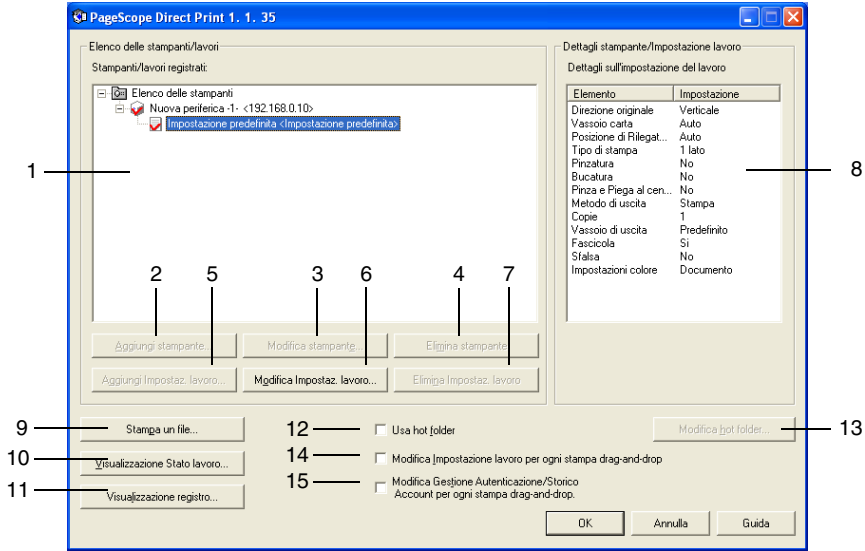 PageScope Direct Print 1. 1. 35
Elenco delle stampanti/lavori
Stampanti/lavori registrati:
Elenco delle stampanti
Nuova periferica -1- <192.168.0.10>
Impostazione predefinita <Impostazione predefinita>
1
2
5
3
6
4
7
Aggiungi stampante...
Modifica stampante...
Elimina stampante
Aggiungi Impostaz. lavoro...
Modifica Impostaz. lavoro...
Elimina Impostaz. lavoro
Dettagli stampante/Impostazione lavoro
Dettagli sull'impostazione del lavoro
Elemento Impostazione
Direzione originale Verticale
Vassoio carta Auto
Posizione di Rilegat... Auto
Tipo di stampa 1 lato
Pinzatura No
Bucatura No
Pinza e Piega al cen... No
Metodo di uscita Stampa
Copie 1
Vassoio di uscita Predefinito
Fascicola Si
Sfalsa No
Impostazioni colore Documento
8
9 Stampa un file...
10 Visualizzazione Stato lavoro...
11 Visualizzazione registro...
12 Usa hot folder
Modifica hot folder... 13
14 Modifica Impostazione lavoro per ogni stampa drag-and-drop
15 Modifica Gestione Autenticazione/Storico
Account per ogni stampa drag-and-drop.
OK Annulla Guida